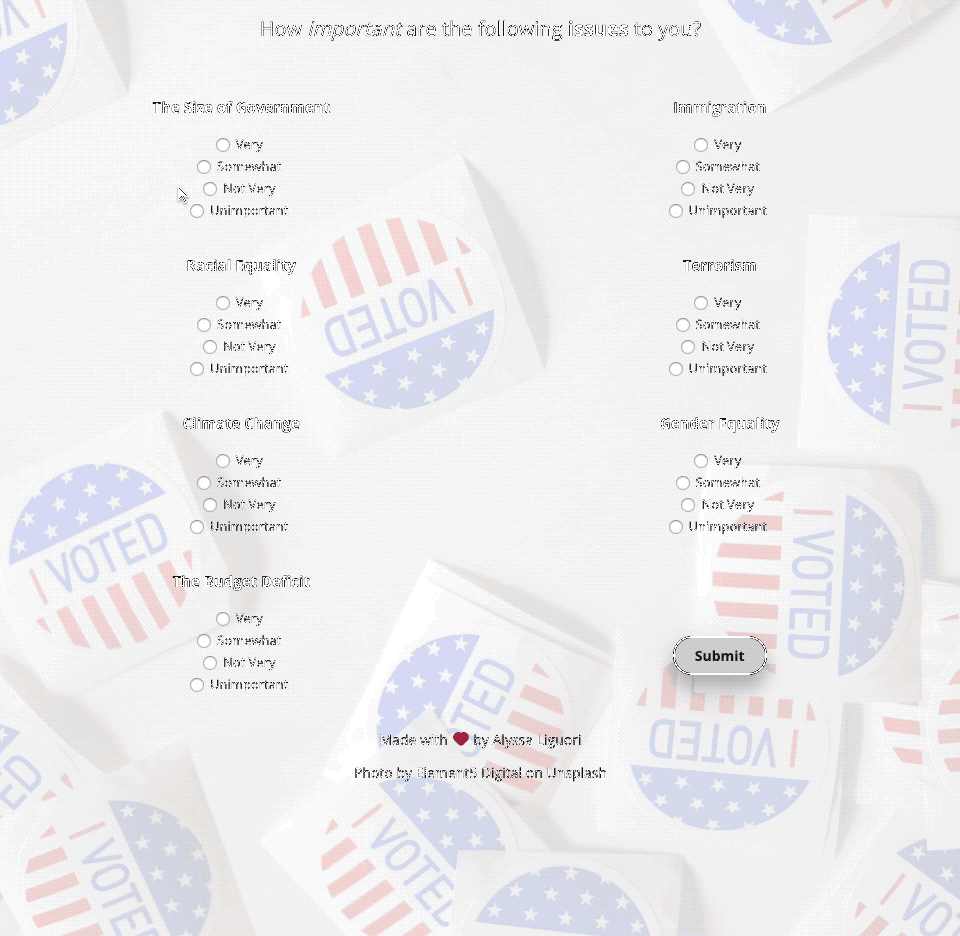 How important are the following issues to you?
The Size of Government
Very
Somewhat
Not Very
Unimportant
Immigration
Very
Somewhat
Not Very
Unimportant
Racial Equality
Very
Somewhat
Not Very
Unimportant
Terrorism
Very
Somewhat
Not Very
Unimportant
Climate Change
Very
Somewhat
Not Very
Unimportant
Gender Equality
Very
Somewhat
Not Very
Unimportant
The Budget Deficit
Very
Somewhat
Not Very
Unimportant
Submit
Made with ❤ by Alyssa Liguori
Photo by Element5 Digital on Unsplash
I VOTED
I VOTED
I VOTED
I VOTED
I VOTED
I VOTED
I VOTED
VOTED